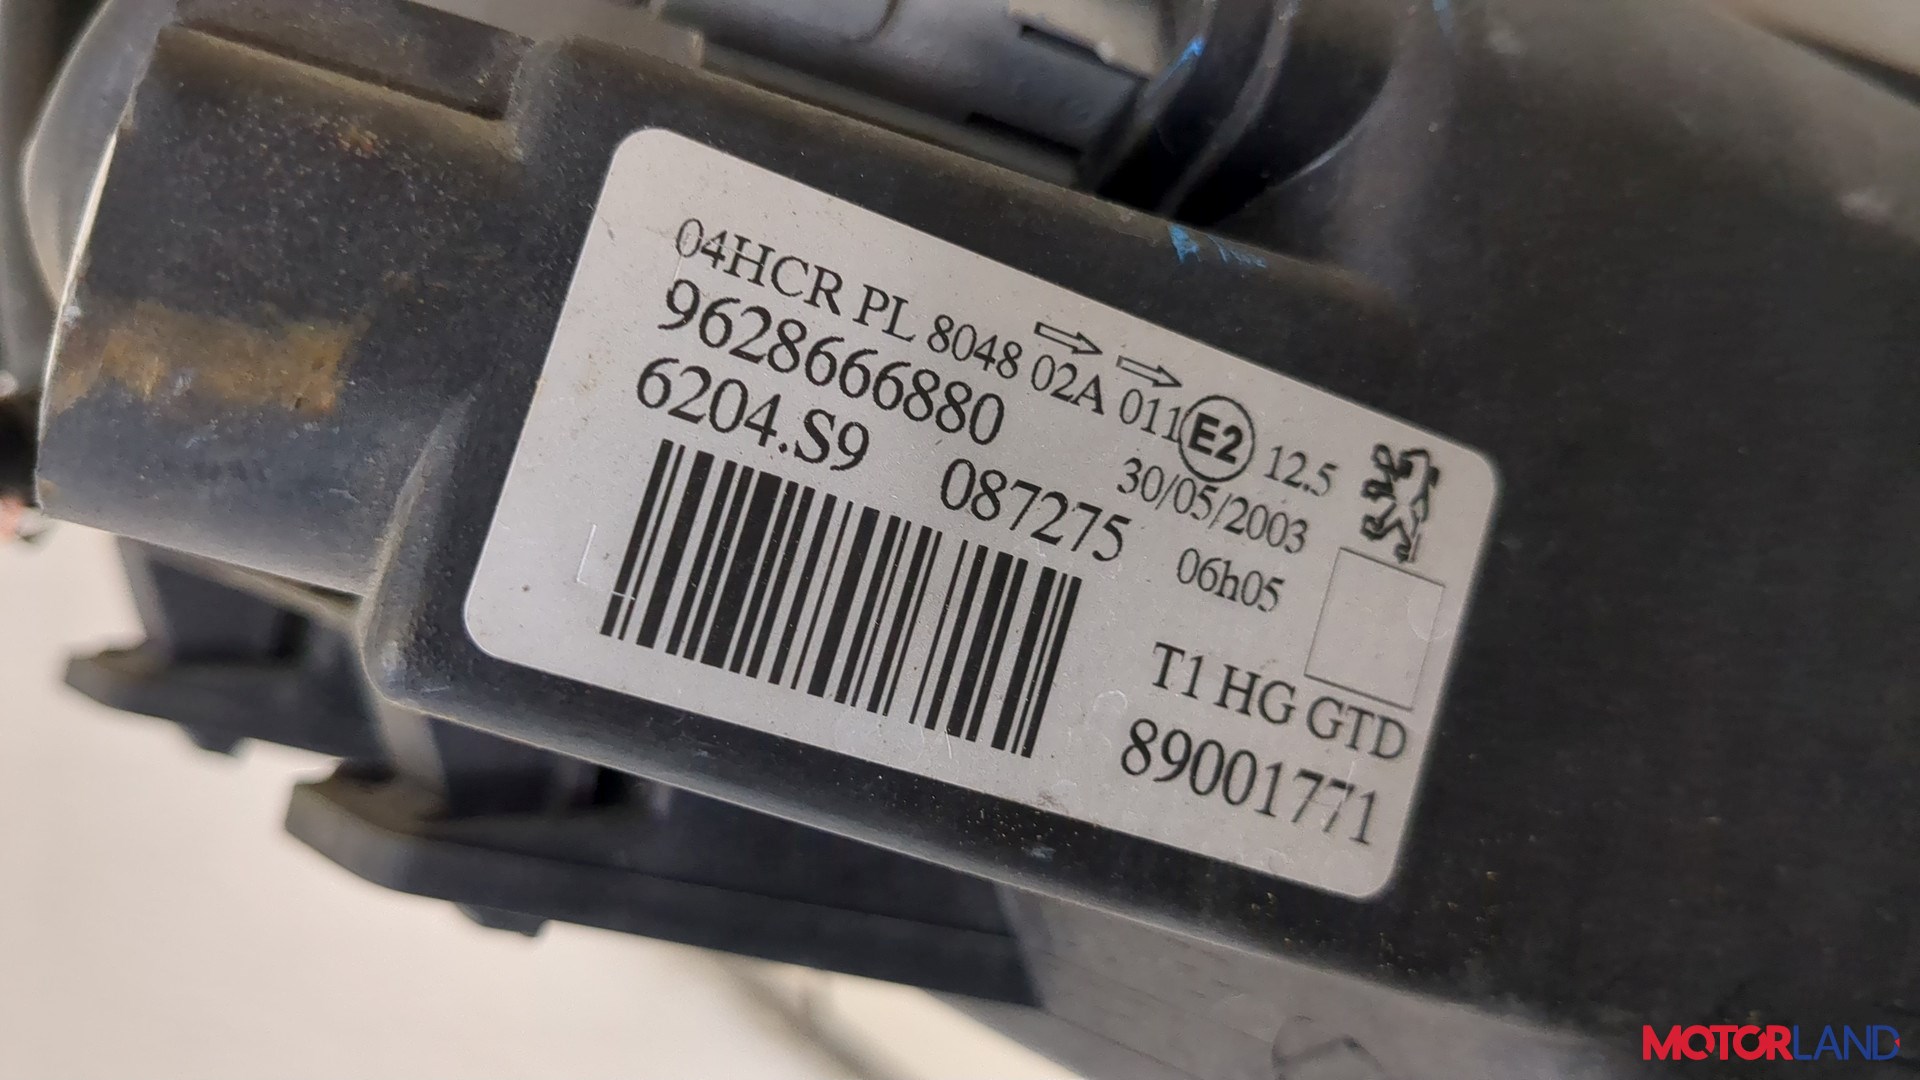 04HCR PL 8048 02A 011 E2 12.5
9628666880 30/05/2003
6204.S9 087275 06h05
T1 HG GTD
89001771
MOTORLAND